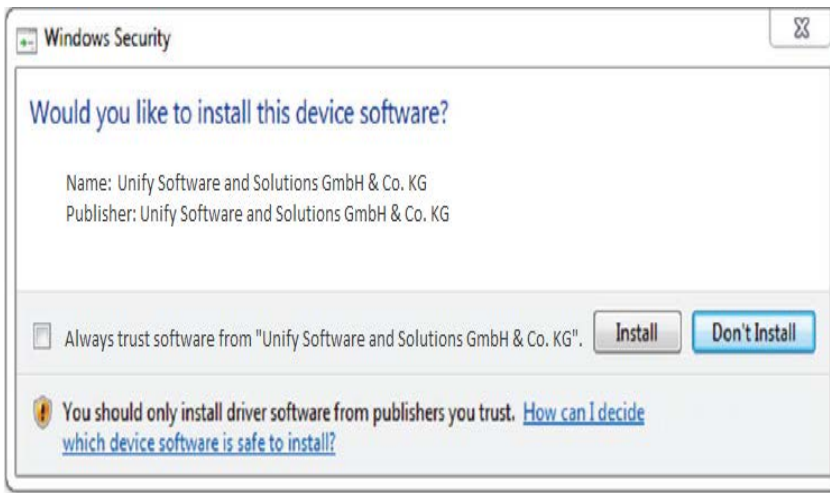 Windows Security
Would you like to install this device software?
Name: Unify Software and Solutions GmbH & Co. KG
Publisher: Unify Software and Solutions GmbH & Co. KG
Always trust software from "Unify Software and Solutions GmbH & Co. KG". Install Don't Install
You should only install driver software from publishers you trust. How can I decide
which device software is safe to install?